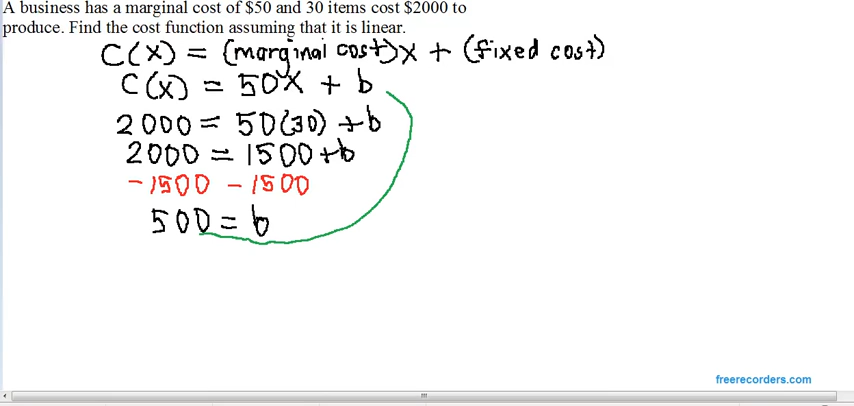 A business has a marginal cost of $50 and 30 items cost $2000 to
produce. Find the cost function assuming that it is linear.
C(X) = (marginal cost)X + (fixed cost)
C(X) = 50X + b
2000 = 50(30) + b
2000 = 1500 + b
-1500 -1500
500 = b
freerecorders.com